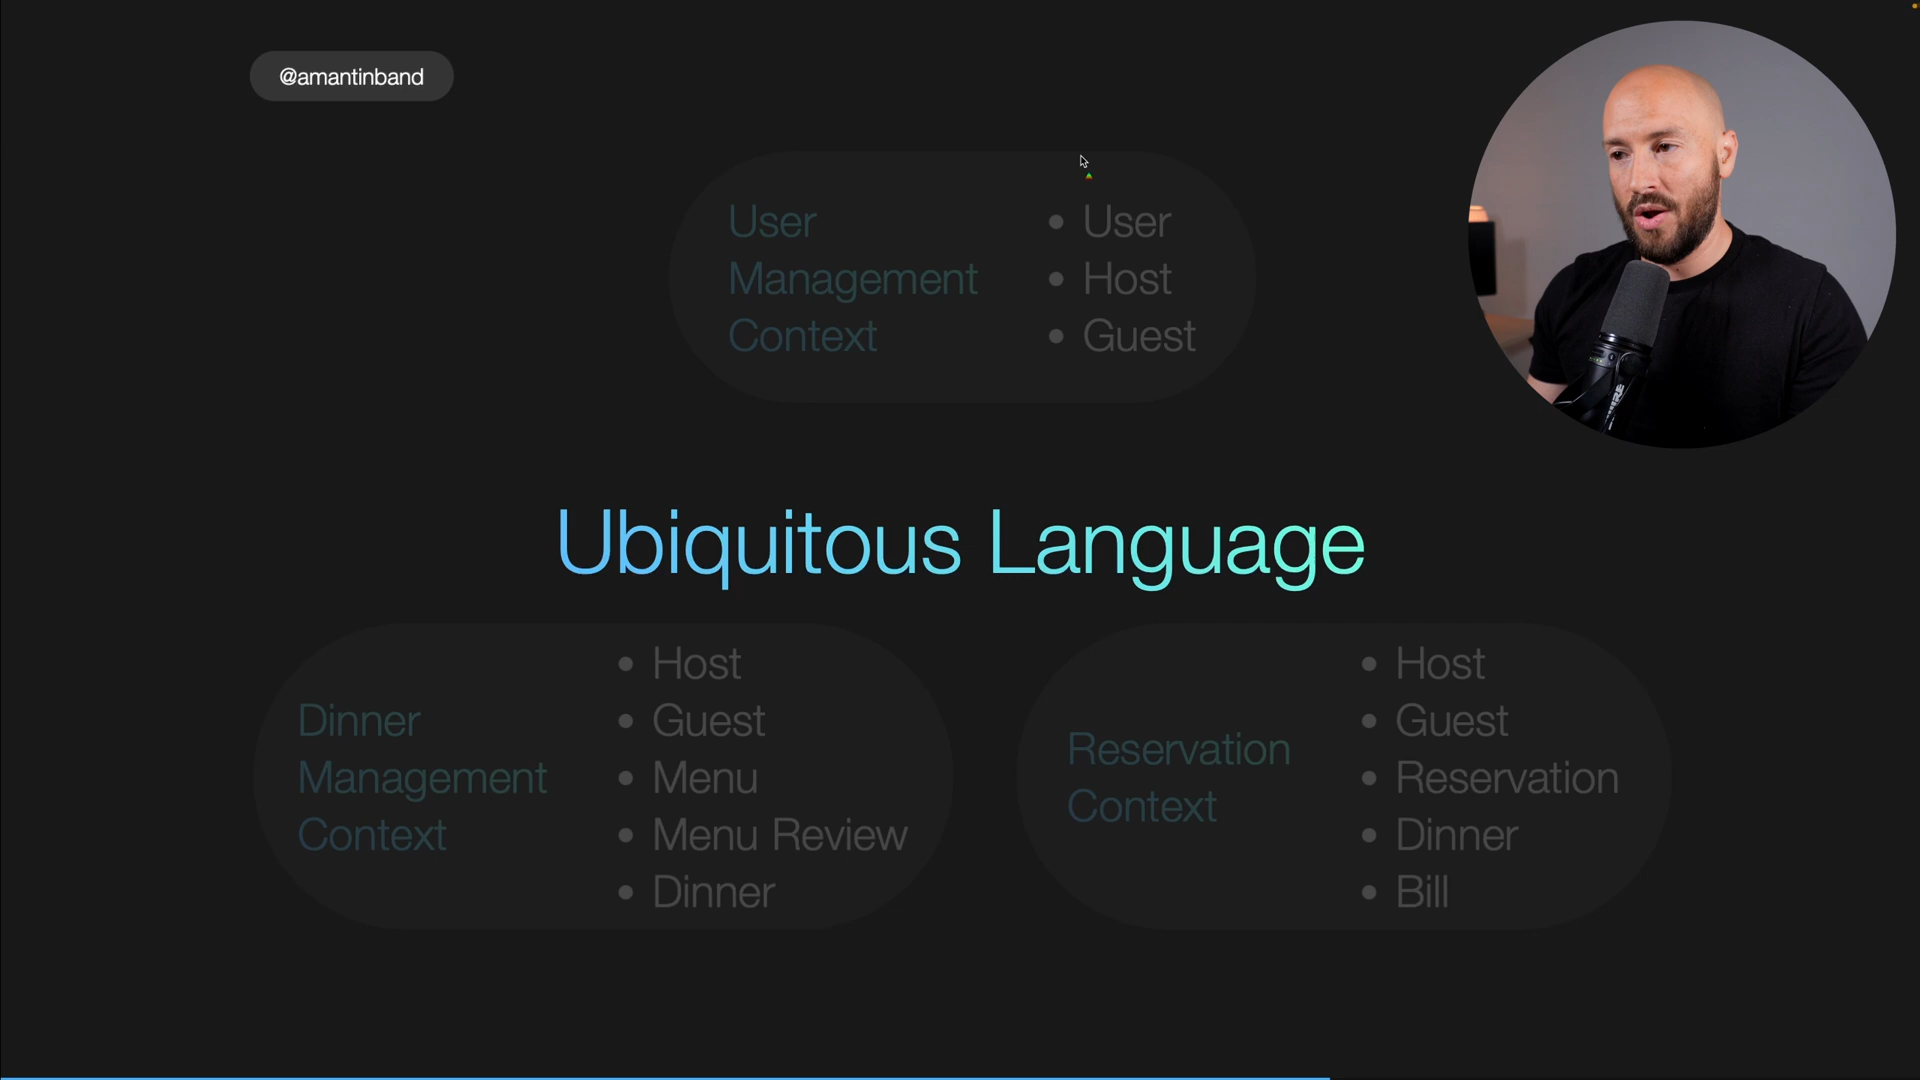 @amantinband
User
Management
Context
• User
• Host
• Guest
Ubiquitous Language
Dinner
Management
Context
• Host
• Guest
• Menu
• Menu Review
• Dinner
Reservation
Context
• Host
• Guest
• Reservation
• Dinner
• Bill